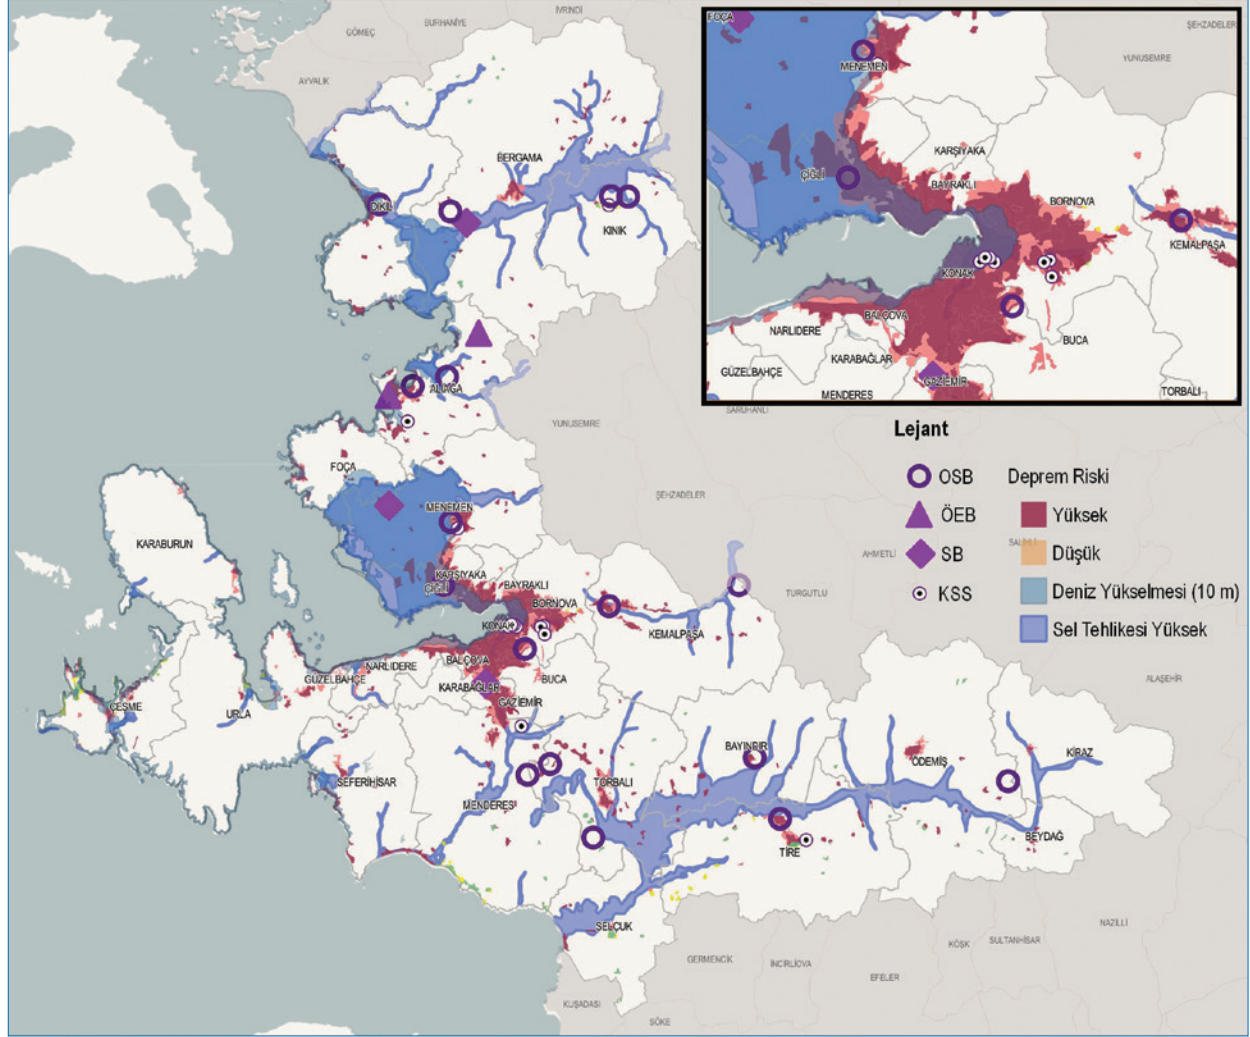 İVRİNDİ
BURHANİYE
GÖMEÇ
AYVALIK
BERGAMA
DİKİLİ
KINIK
ALİAĞA
YUNUSEMRE
FOÇA
MENEMEN
ŞEHZADELER
KARABURUN
KARŞIYAKA
ÇİĞLİ
BAYRAKLI
BORNOVA
KONAK
KEMALPAŞA
AHMETLİ
SALİHLİ
TURGUTLU
NARLIDERE
BALÇOVA
GÜZELBAHÇE
KARABAĞLAR
BUCA
GAZİEMİR
ALAŞEHİR
ÇEŞME
URLA
SEFERİHİSAR
MENDERES
TORBALI
BAYINDIR
ÖDEMİŞ
KİRAZ
BEYDAĞ
TİRE
SELÇUK
NAZİLLİ
KÖŞK
SULTANHİSAR
GERMENCİK
İNCİRLİOVA
EFELER
KUŞADASI
SÖKE
SARUHANLI
FOÇA
ŞEHZADELER
YUNUSEMRE
MENEMEN
KARŞIYAKA
ÇİĞLİ
BAYRAKLI
BORNOVA
KEMALPAŞA
KONAK
BALÇOVA
NARLIDERE
BUCA
KARABAĞLAR
GÜZELBAHÇE
GAZİEMİR
MENDERES
TORBALI
Lejant
OSB
ÖEB
SB
KSS
Deprem Riski
Yüksek
Düşük
Deniz Yükselmesi (10 m)
Sel Tehlikesi Yüksek